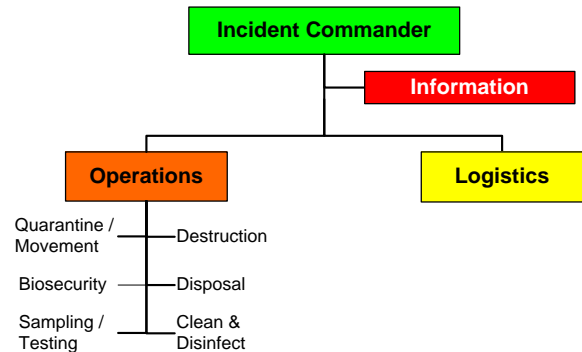 Incident Commander
Information
Operations
Logistics
Quarantine /
Movement
Destruction
Biosecurity
Disposal
Sampling /
Testing
Clean &
Disinfect